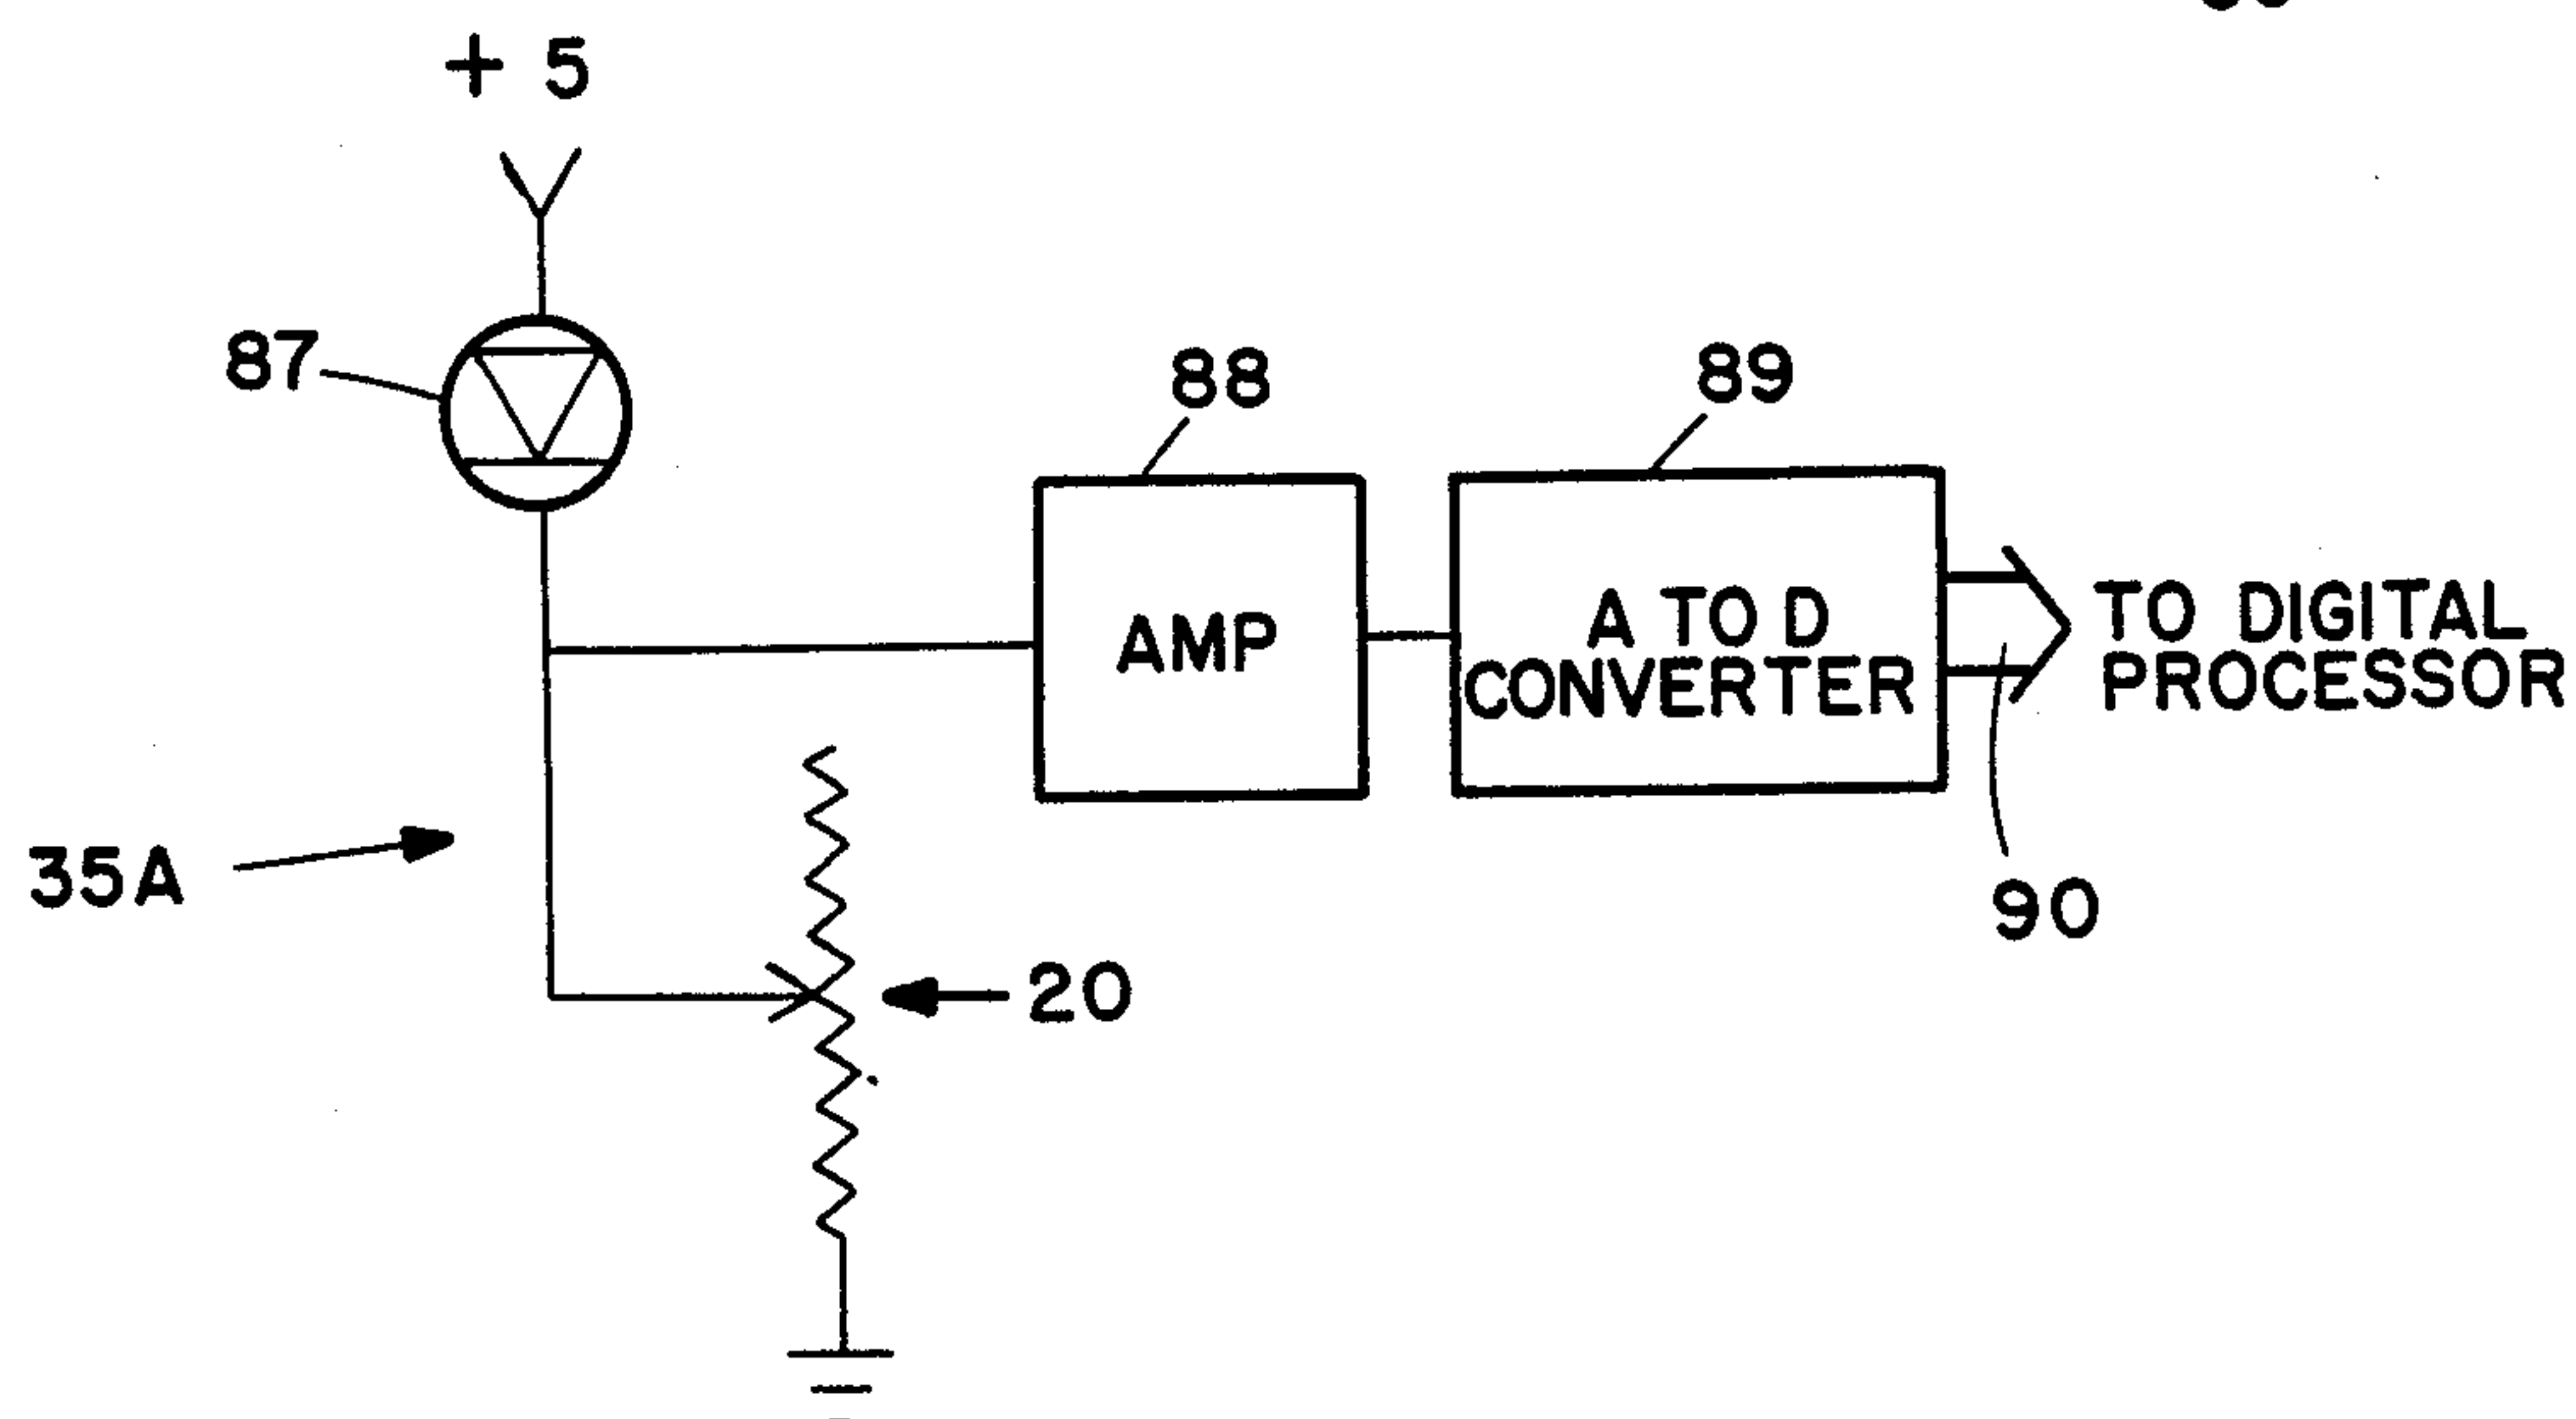 + 5
87
88
89
AMP
A TO D
CONVERTER
TO DIGITAL
PROCESSOR
35A
90
20